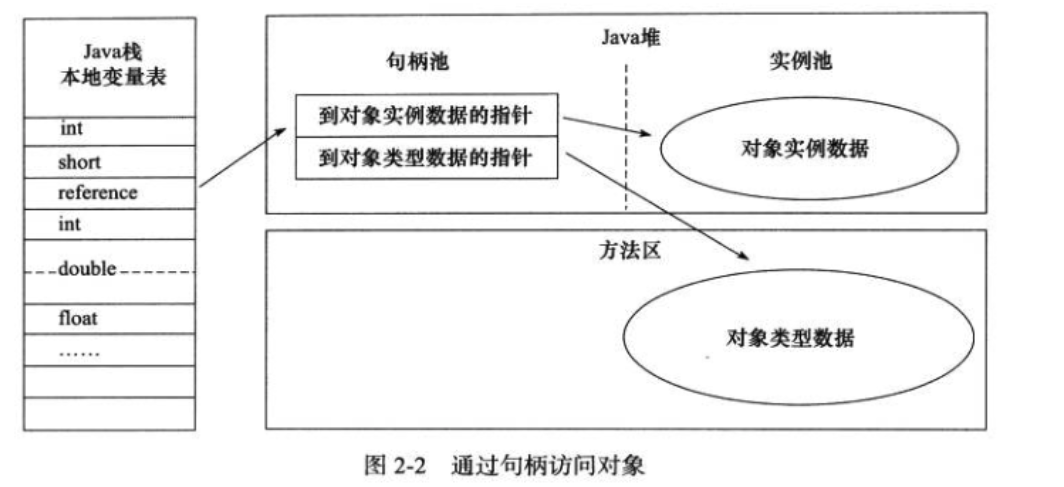 Java栈
本地变量表
int
short
reference
int
double
float
……
Java堆
句柄池
实例池
到对象实例数据的指针
到对象类型数据的指针
对象实例数据
方法区
对象类型数据
图 2-2 通过句柄访问对象